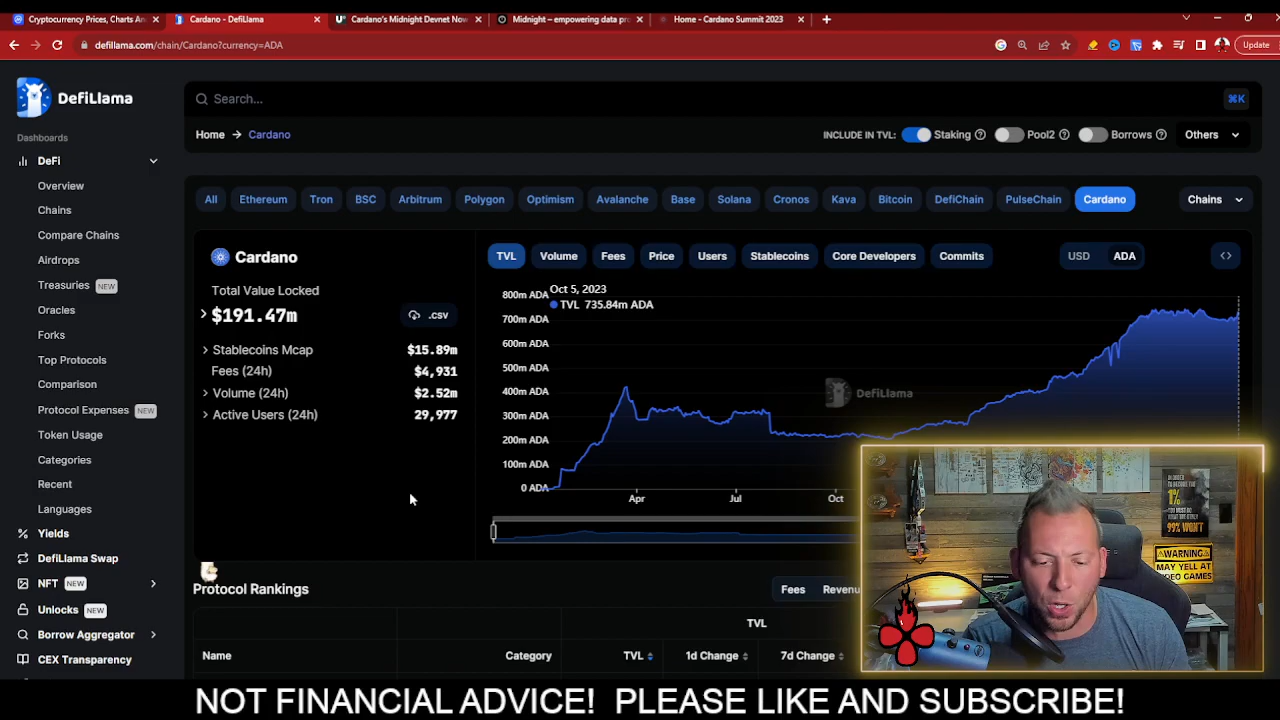 Cryptocurrency Prices, Charts An
Cardano - DefiLlama
Cardano's Midnight Devnet Now
Midnight – empowering data pro
Home - Cardano Summit 2023
defillama.com/chain/Cardano?currency=ADA
Update
DefiLlama
Search...
⌘K
Dashboards
Home → Cardano
INCLUDE IN TVL: Staking Pool2 Borrows Others
DeFi
Overview
Chains
Compare Chains
Airdrops
Treasuries NEW
Oracles
Forks
Top Protocols
Comparison
Protocol Expenses NEW
Token Usage
Categories
Recent
Languages
Yields
DefiLlama Swap
NFT NEW
Unlocks NEW
Borrow Aggregator
CEX Transparency
All Ethereum Tron BSC Arbitrum Polygon Optimism Avalanche Base Solana Cronos Kava Bitcoin DefiChain PulseChain Cardano Chains
Cardano
Total Value Locked
$191.47m
.csv
Stablecoins Mcap $15.89m
Fees (24h) $4,931
Volume (24h) $2.52m
Active Users (24h) 29,977
TVL Volume Fees Price Users Stablecoins Core Developers Commits USD ADA
Oct 5, 2023
TVL 735.84m ADA
800m ADA
700m ADA
600m ADA
500m ADA
400m ADA
300m ADA
200m ADA
100m ADA
0 ADA
Apr Jul Oct
DefiLlama
Protocol Rankings
Fees Revenu
TVL
Name Category TVL 1d Change 7d Change
1%
99% WON'T
WARNING
MAY YELL AT
VIDEO GAMES
NOT FINANCIAL ADVICE! PLEASE LIKE AND SUBSCRIBE!